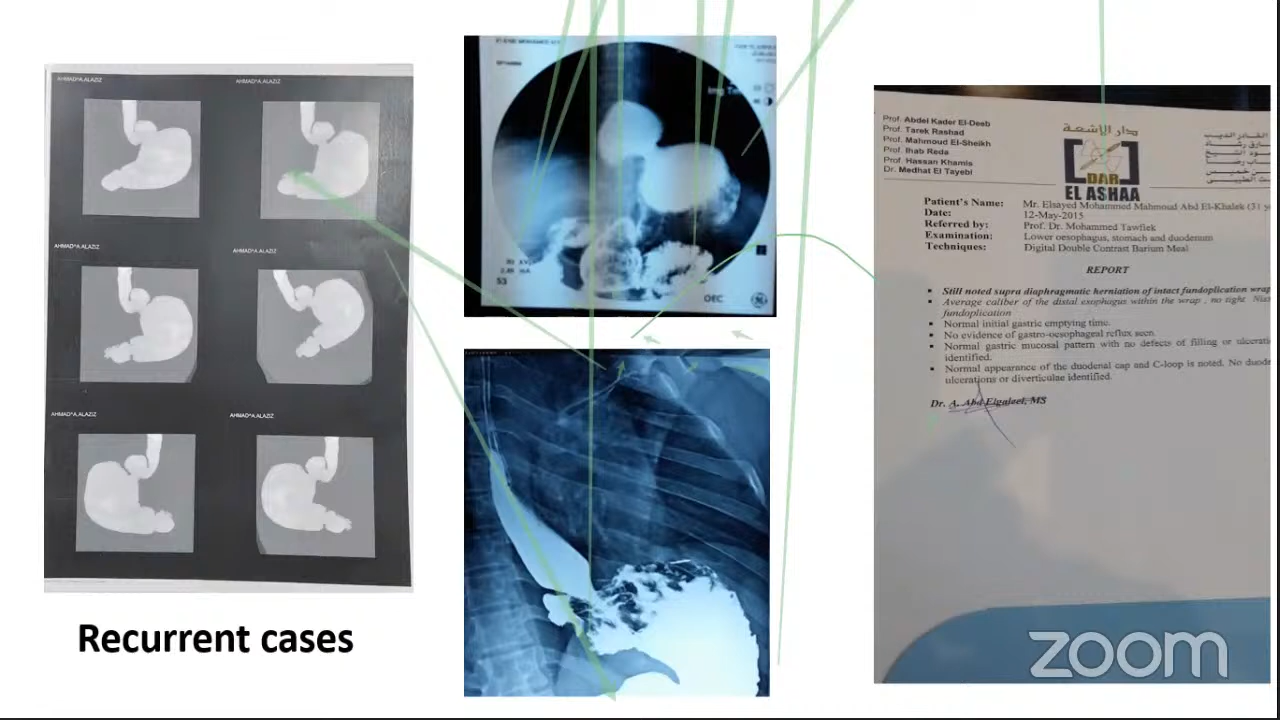 AHMAD^A.ALAZIZ
AHMAD^A.ALAZIZ
AHMAD^A.ALAZIZ
AHMAD^A.ALAZIZ
AHMAD^A.ALAZIZ
AHMAD^A.ALAZIZ
Recurrent cases
53
OEC
Prof. Abdel Kader El-Deeb
Prof. Tarek Rashad
Prof. Mahmoud El-Sheikh
Prof. Ihab Reda
Prof. Hassan Khamis
Dr. Medhat El Tayebi
دار الأشعة
DAR
EL ASHAA
Patient's Name: Mr. Elsayed Mohammed Mahmoud Abd El-Khalek (31
Date: 12-May-2015
Referred by: Prof. Dr. Mohammed Tawfiek
Examination: Lower oesophagus, stomach and duodenum
Techniques: Digital Double Contrast Barium Meal
REPORT
Still noted supra diaphragmatic herniation of intact fundoplication wrap
Average caliber of the distal esophagus within the wrap, no tight
fundoplication
Normal initial gastric emptying time.
No evidence of gastro-oesophageal reflux seen.
Normal gastric mucosal pattern with no defects of filling or
identified.
Normal appearance of the duodenal cap and C-loop is noted. No
ulcerations or diverticulae identified.
Dr. A. Abd Elgaleel, MS
zoom